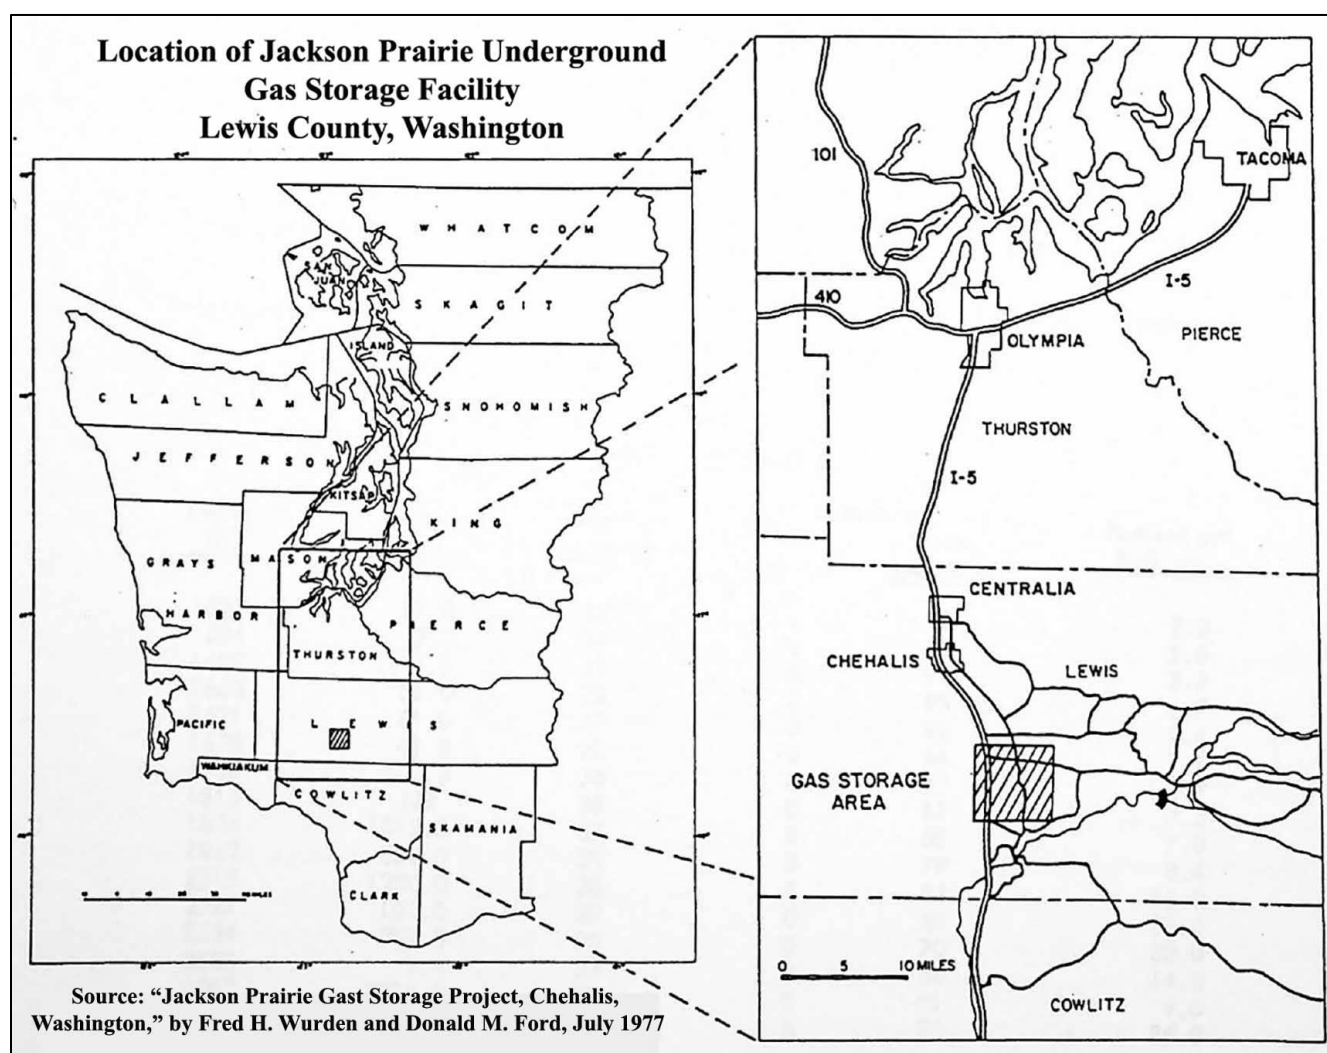 Location of Jackson Prairie Underground
Gas Storage Facility
Lewis County, Washington
WHATCOM
SAN
JUAN
SKAGIT
ISLAND
CLALLAM
SNOHOMISH
JEFFERSON
KITSAP
KING
MASON
GRAYS
HARBOR
PIERCE
THURSTON
PACIFIC
LEWIS
WAHKIAKUM
COWLITZ
SKAMANIA
CLARK
Source: “Jackson Prairie Gast Storage Project, Chehalis,
Washington,” by Fred H. Wurden and Donald M. Ford, July 1977
101
TACOMA
I-5
410
PIERCE
OLYMPIA
THURSTON
I-5
CENTRALIA
CHEHALIS
LEWIS
GAS STORAGE
AREA
0 5 10 MILES
COWLITZ